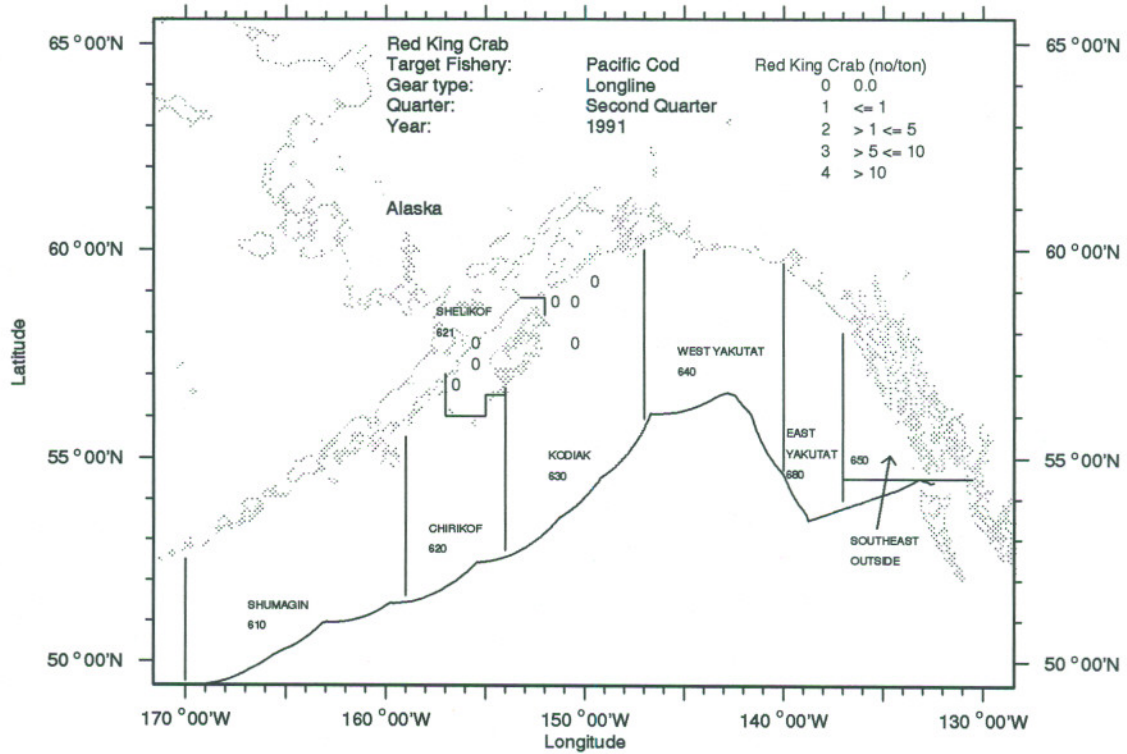 65°00'N
65°00'N
Red King Crab
Target Fishery: Pacific Cod
Gear type: Longline
Quarter: Second Quarter
Year: 1991
Red King Crab (no/ton)
0 0.0
1 <= 1
2 > 1 <= 5
3 > 5 <= 10
4 > 10
Alaska
60°00'N
60°00'N
0
0 0
SHELIKOF
621
0
0
0
0
WEST YAKUTAT
640
Latitude
EAST
YAKUTAT
680
650
55°00'N
55°00'N
KODIAK
630
CHIRIKOF
620
SOUTHEAST
OUTSIDE
SHUMAGIN
610
50°00'N
50°00'N
170°00'W
160°00'W
150°00'W
140°00'W
130°00'W
Longitude